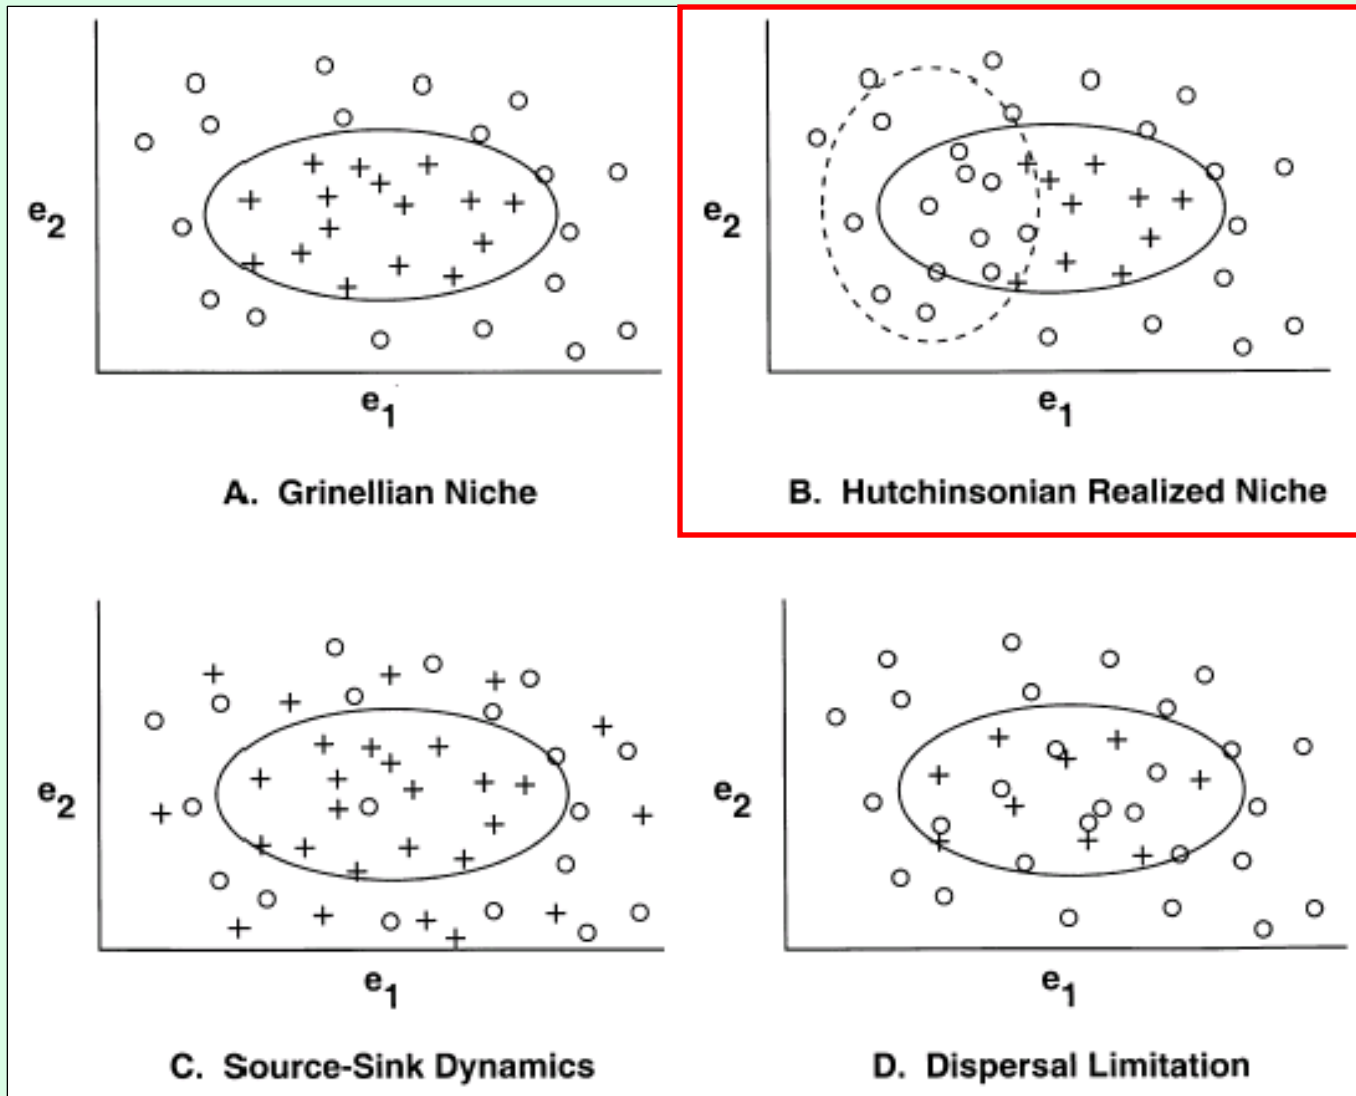 e2
e1
A. Grinellian Niche
e2
e1
B. Hutchinsonian Realized Niche
e2
e1
C. Source-Sink Dynamics
e2
e1
D. Dispersal Limitation